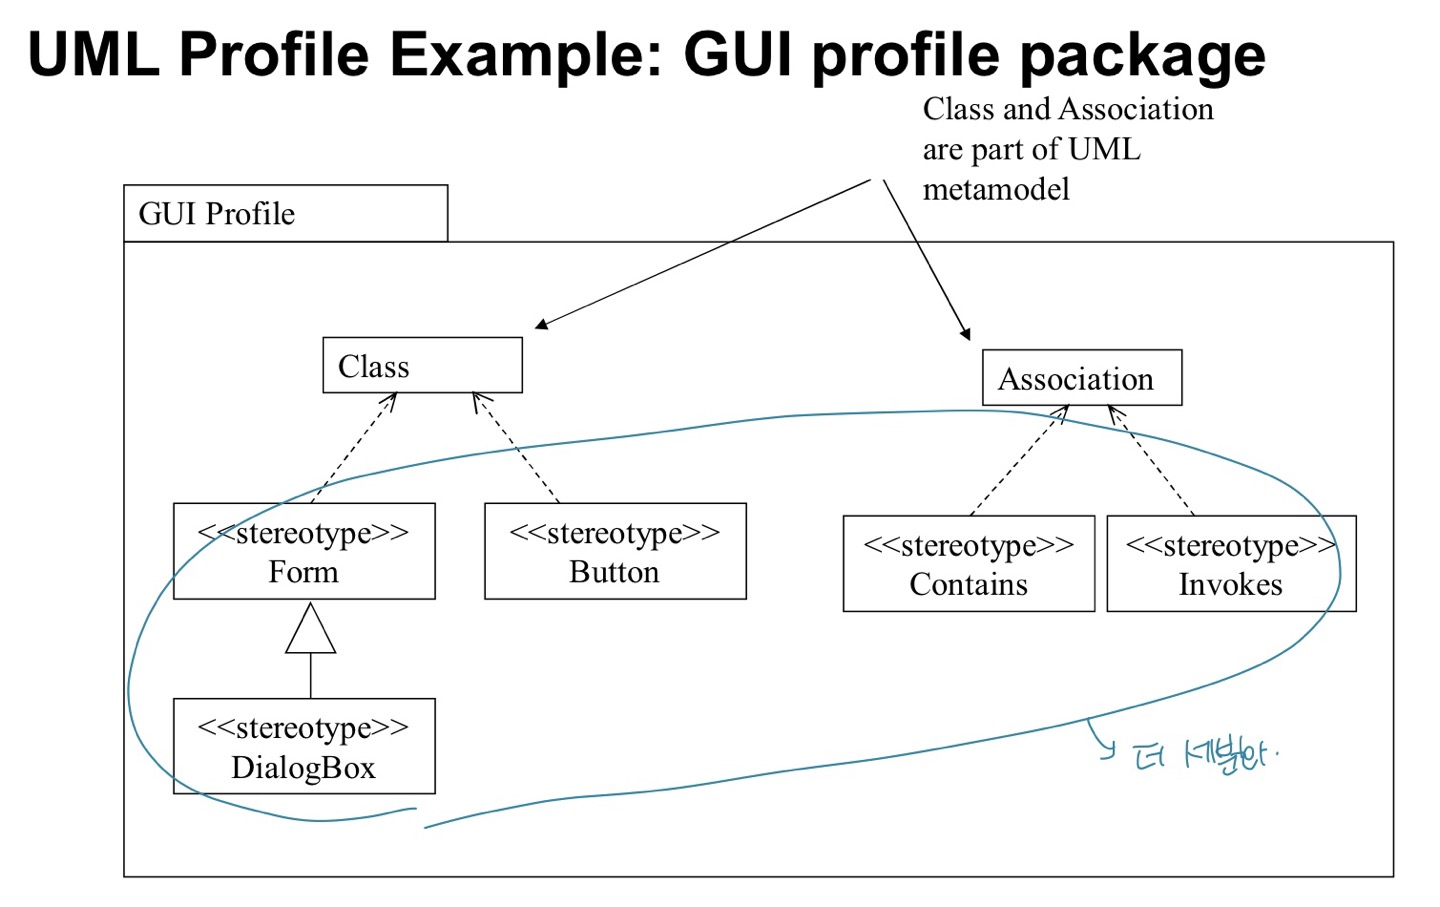 UML Profile Example: GUI profile package
Class and Association
are part of UML
metamodel
GUI Profile
Class
Association
<<stereotype>>
Form
<<stereotype>>
Button
<<stereotype>>
Contains
<<stereotype>>
Invokes
<<stereotype>>
DialogBox
더 세분화.